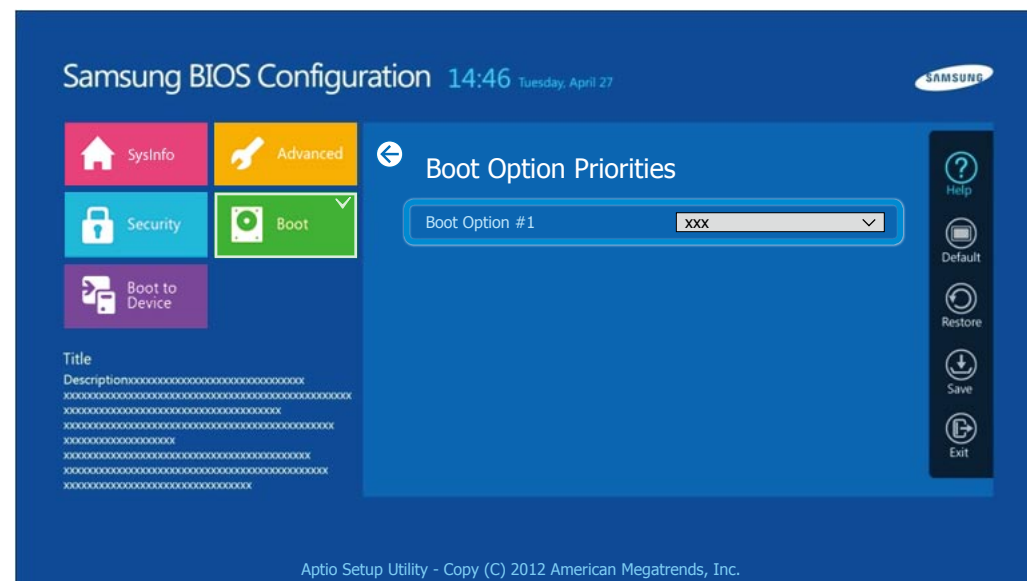 Samsung BIOS Configuration 14:46 Tuesday, April 27
SAMSUNG
SysInfo
Advanced
Security
Boot
Boot to
Device
Title
Descriptionxxxxxxxxxxxxxxxxxxxxxxxxxxxxxxxx
Boot Option Priorities
Boot Option #1 xxx
Help
Default
Restore
Save
Exit
Aptio Setup Utility - Copy (C) 2012 American Megatrends, Inc.